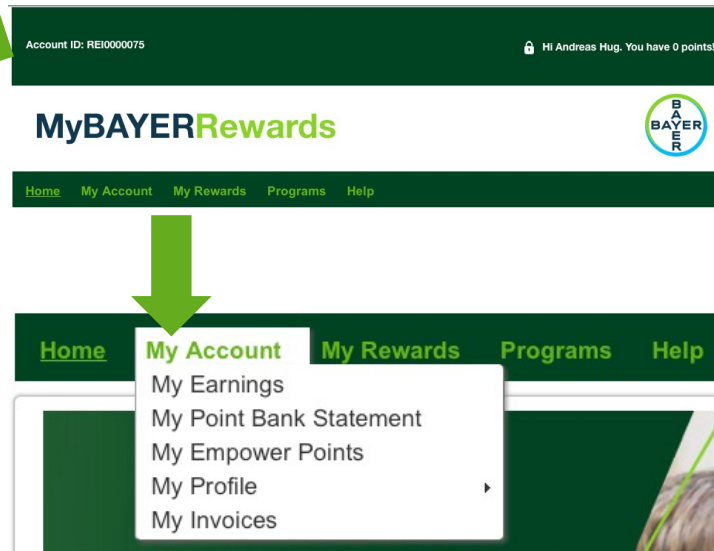 Account ID: REI0000075
Hi Andreas Hug. You have 0 points!
MyBAYERRewards
BAYER
BAYER
Home My Account My Rewards Programs Help
Home My Account My Rewards Programs Help
My Earnings
My Point Bank Statement
My Empower Points
My Profile
My Invoices